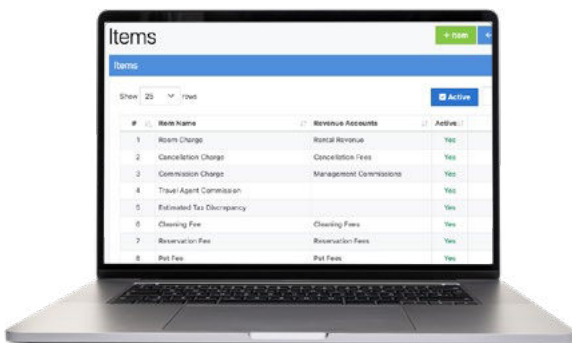 Items
+ Item
Items
Show 25 rows
Active
# Item Name Revenue Accounts Active
1 Room Charge Rental Revenue Yes
2 Cancellation Charge Cancellation Fees Yes
3 Commission Charge Management Commissions Yes
4 Travel Agent Commission Yes
5 Estimated Tax Discrepancy Yes
6 Cleaning Fee Cleaning Fees Yes
7 Reservation Fee Reservation Fees Yes
8 Pet Fee Pet Fees Yes